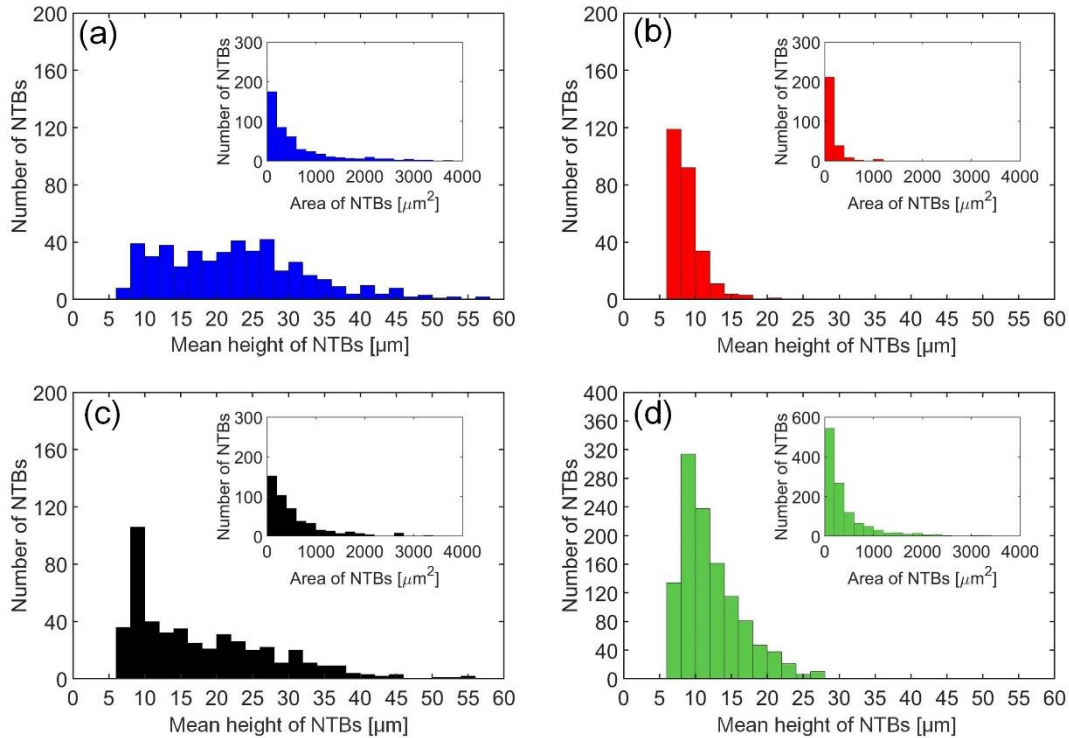 (a)
200
160
120
80
40
0
Number of NTBs
0 5 10 15 20 25 30 35 40 45 50 55 60
Mean height of NTBs [µm]
300
200
100
0
Number of NTBs
0 1000 2000 3000 4000
Area of NTBs [µm²]
(b)
200
160
120
80
40
0
Number of NTBs
0 5 10 15 20 25 30 35 40 45 50 55 60
Mean height of NTBs [µm]
300
200
100
0
Number of NTBs
0 1000 2000 3000 4000
Area of NTBs [µm²]
(c)
200
160
120
80
40
0
Number of NTBs
0 5 10 15 20 25 30 35 40 45 50 55 60
Mean height of NTBs [µm]
300
200
100
0
Number of NTBs
0 1000 2000 3000 4000
Area of NTBs [µm²]
(d)
400
360
320
280
240
200
160
120
80
40
0
Number of NTBs
0 5 10 15 20 25 30 35 40 45 50 55 60
Mean height of NTBs [µm]
600
400
200
0
Number of NTBs
0 1000 2000 3000 4000
Area of NTBs [µm²]